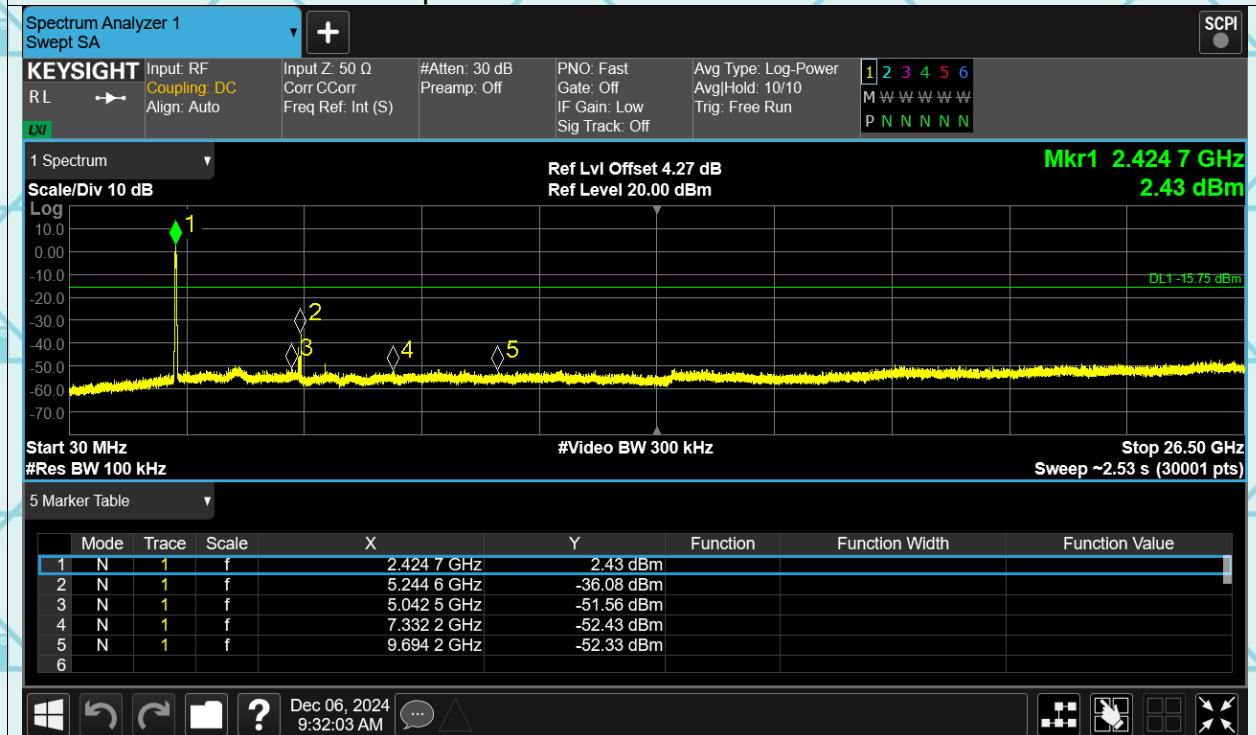 Spectrum Analyzer 1
Swept SA
+
SCPI
KEYSIGHT
RL
LXI
Input: RF
Coupling: DC
Align: Auto
Input Z: 50 Ω
Corr CCorr
Freq Ref: Int (S)
#Atten: 30 dB
Preamp: Off
PNO: Fast
Gate: Off
IF Gain: Low
Sig Track: Off
Avg Type: Log-Power
Avg|Hold: 10/10
Trig: Free Run
1 2 3 4 5 6
M W W W W W
P N N N N N
1 Spectrum
Scale/Div 10 dB
Ref Lvl Offset 4.27 dB
Ref Level 20.00 dBm
Mkr1 2.424 7 GHz
2.43 dBm
Log
10.0
0.00
-10.0
-20.0
-30.0
-40.0
-50.0
-60.0
-70.0
1
2
3
4
5
DL1 -15.75 dBm
Start 30 MHz
#Res BW 100 kHz
#Video BW 300 kHz
Stop 26.50 GHz
Sweep ~2.53 s (30001 pts)
5 Marker Table
Mode Trace Scale X Y Function Function Width Function Value
1 N 1 f 2.424 7 GHz 2.43 dBm
2 N 1 f 5.244 6 GHz -36.08 dBm
3 N 1 f 5.042 5 GHz -51.56 dBm
4 N 1 f 7.332 2 GHz -52.43 dBm
5 N 1 f 9.694 2 GHz -52.33 dBm
6
?
Dec 06, 2024
9:32:03 AM